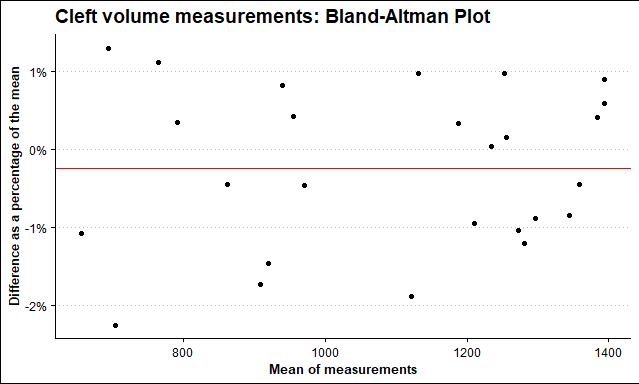 Cleft volume measurements: Bland-Altman Plot
Difference as a percentage of the mean
1%
0%
-1%
-2%
800 1000 1200 1400
Mean of measurements